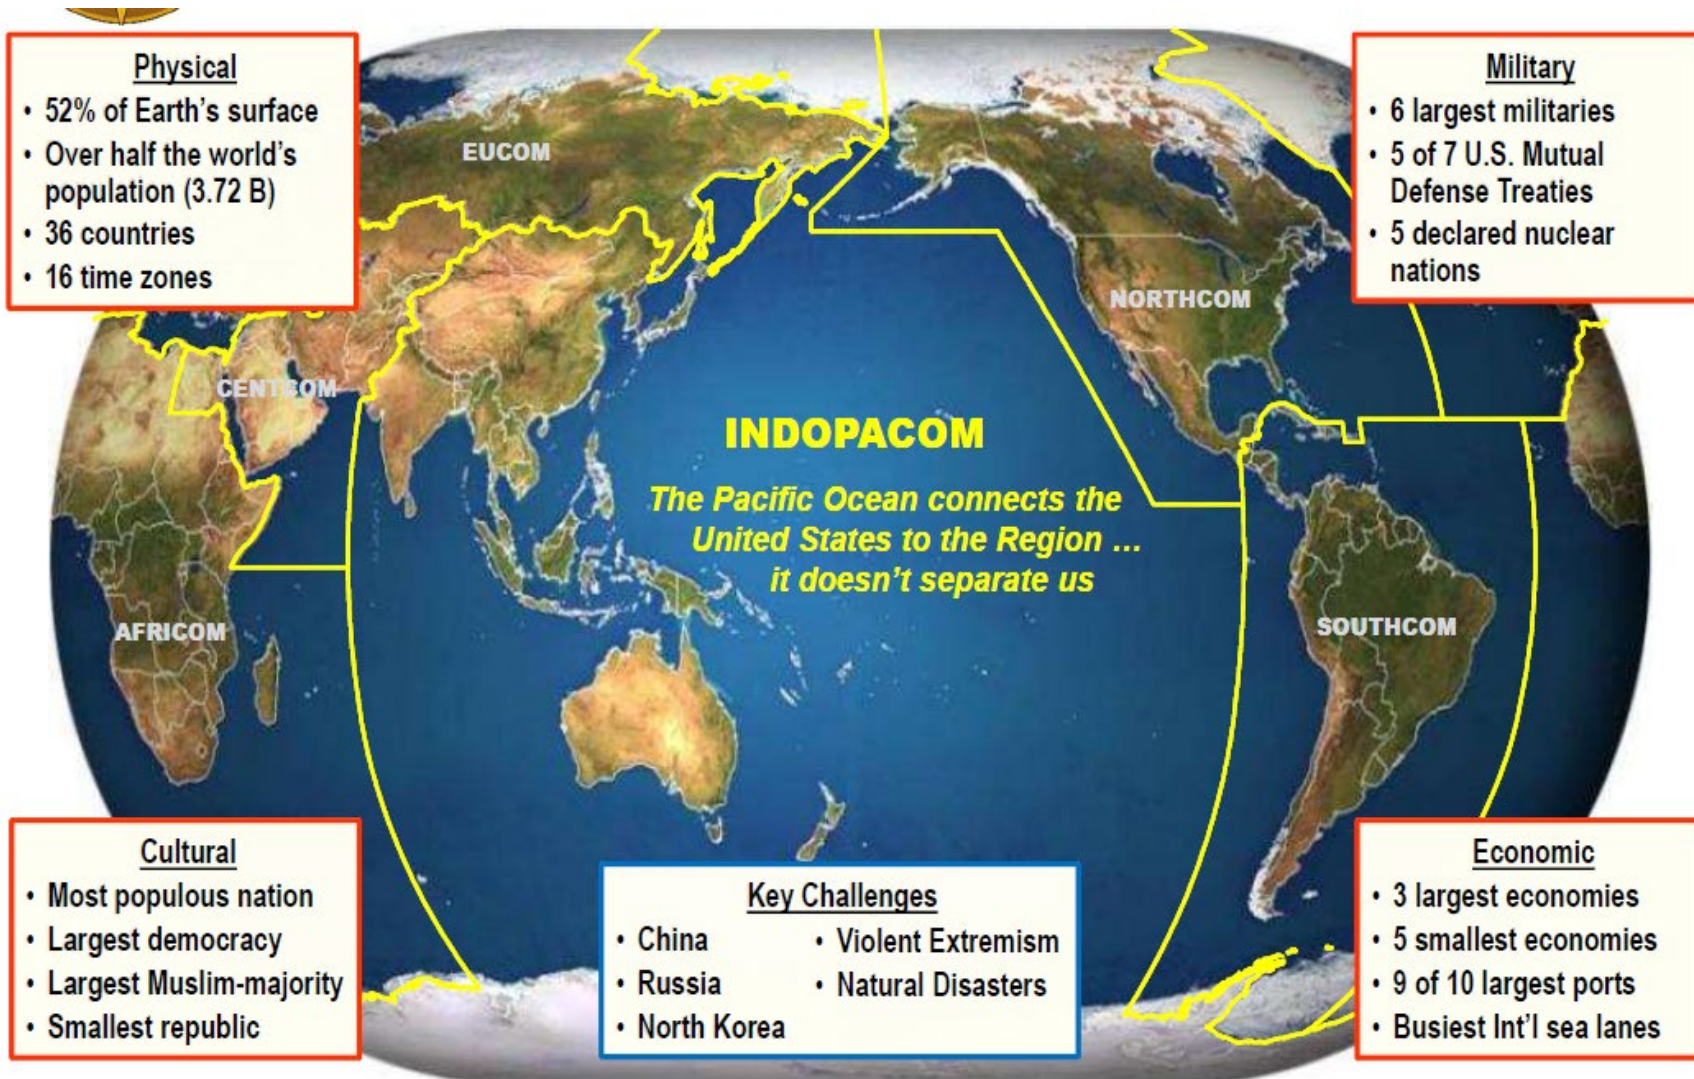 Physical
• 52% of Earth's surface
• Over half the world's
population (3.72 B)
• 36 countries
• 16 time zones
Military
• 6 largest militaries
• 5 of 7 U.S. Mutual
Defense Treaties
• 5 declared nuclear
nations
EUCOM
NORTHCOM
CENTCOM
INDOPACOM
The Pacific Ocean connects the
United States to the Region ...
it doesn't separate us
AFRICOM
SOUTHCOM
Cultural
• Most populous nation
• Largest democracy
• Largest Muslim-majority
• Smallest republic
Key Challenges
• China
• Russia
• North Korea
• Violent Extremism
• Natural Disasters
Economic
• 3 largest economies
• 5 smallest economies
• 9 of 10 largest ports
• Busiest Int'l sea lanes